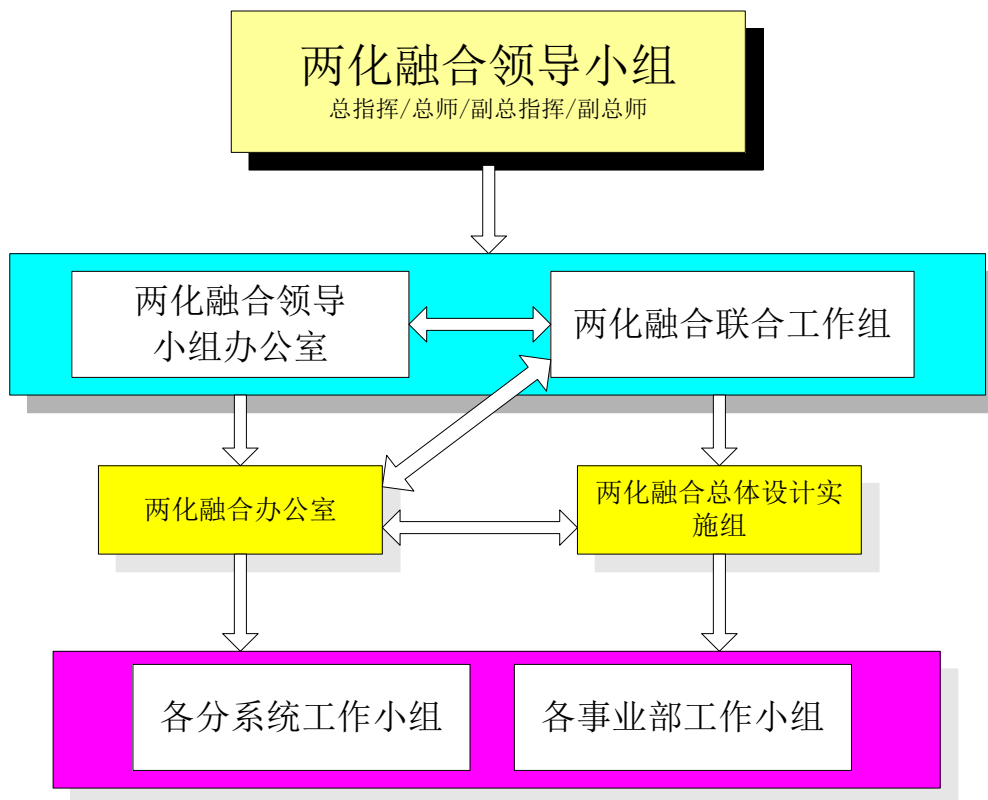 两化融合领导小组
总指挥/总师/副总指挥/副总师
两化融合领导
小组办公室
两化融合联合工作组
两化融合办公室
两化融合总体设计实
施组
各分系统工作小组
各事业部工作小组